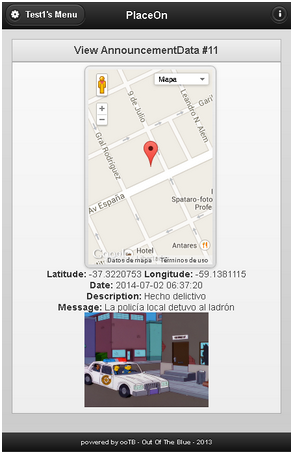 Test1's Menu
PlaceOn
View AnnouncementData #11
Mapa
9 de Julio
Gari
Leandro N. Alem
Gral Rodríguez
Av España
Spataro-foto
Profe
Antares
Hotel
Datos de mapa
Términos de uso
Latitude: -37.3220753 Longitude: -59.1381115
Date: 2014-07-02 06:37:20
Description: Hecho delictivo
Message: La policía local detuvo al ladrón
powered by ooTB - Out Of The Blue - 2013